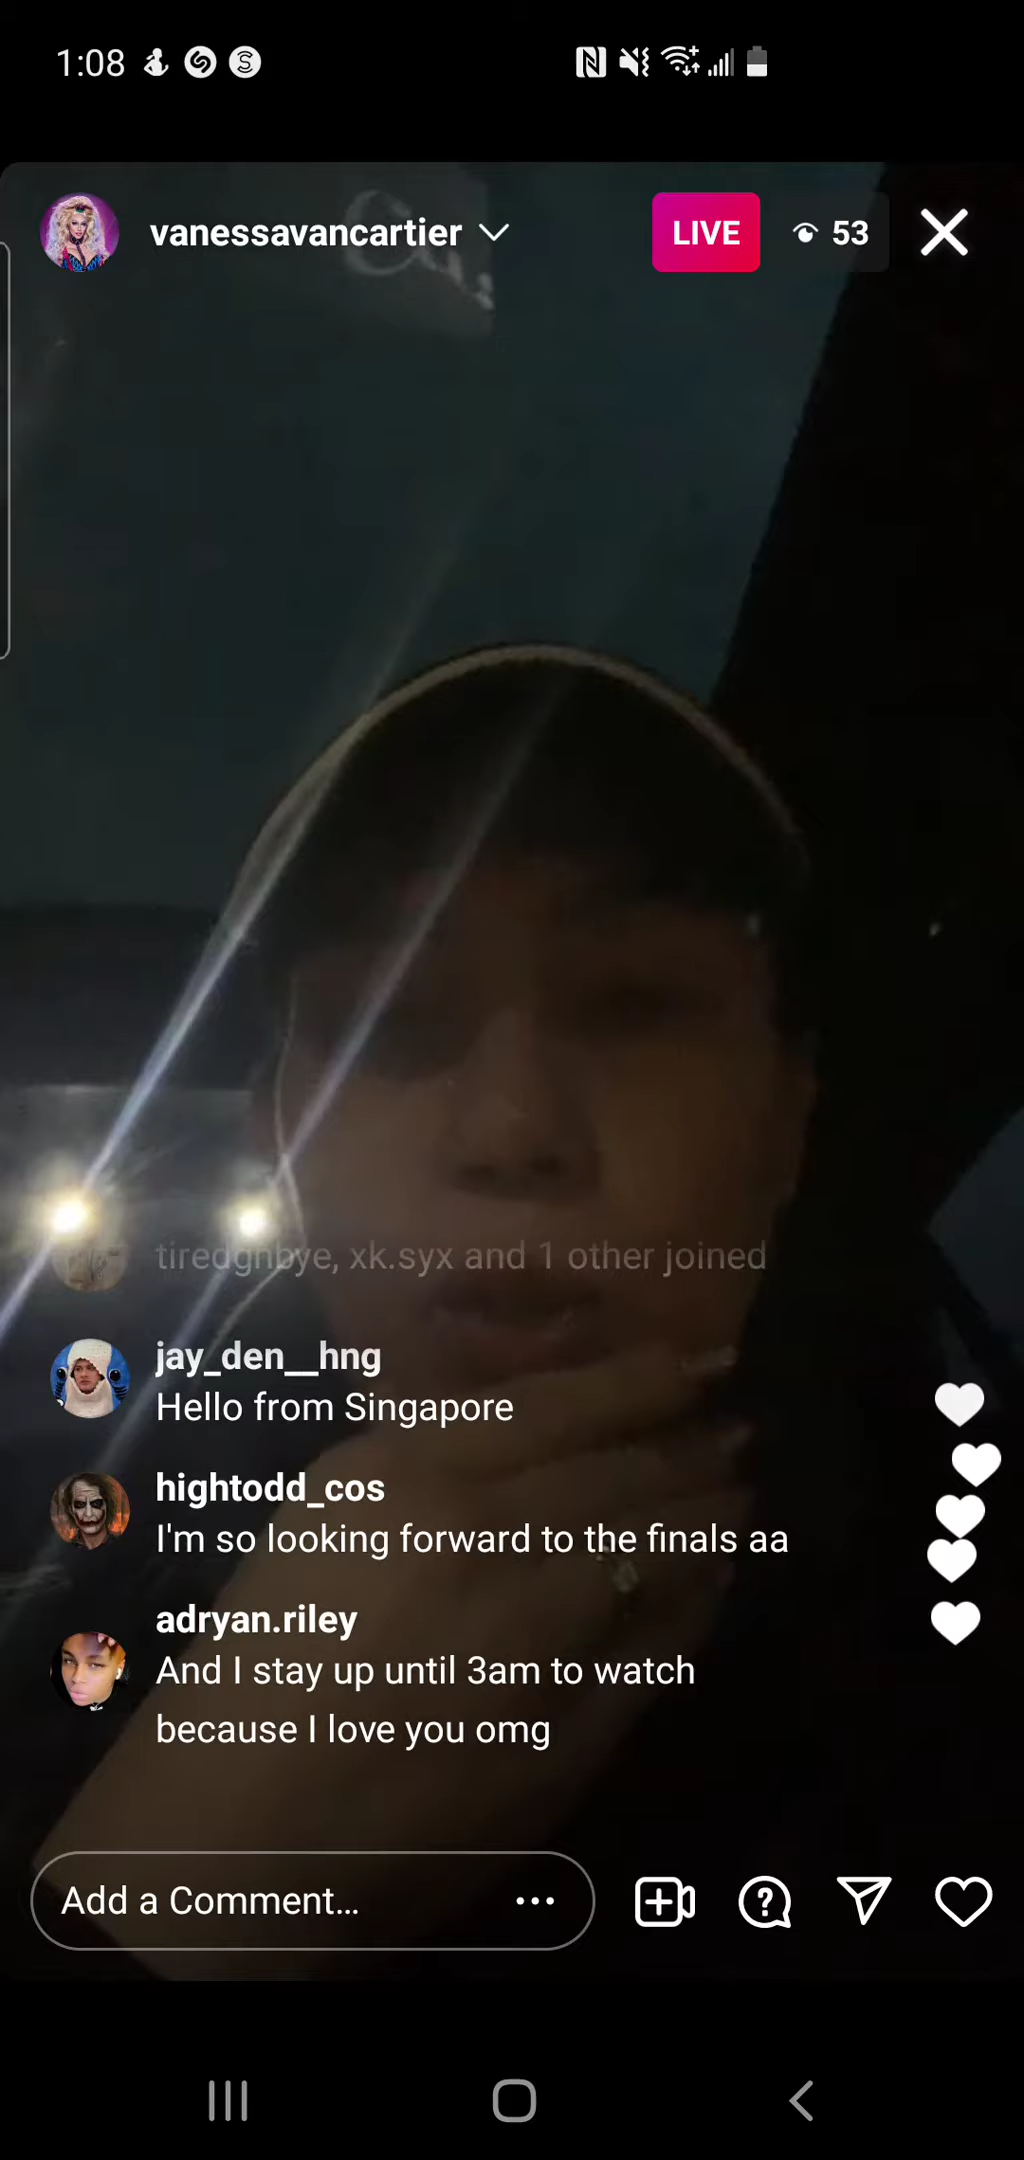 1:08
vanessavancartier
LIVE
53
tiredgnbye, xk.syx and 1 other joined
jay_den__hng
Hello from Singapore
hightodd_cos
I'm so looking forward to the finals aa
adryan.riley
And I stay up until 3am to watch
because I love you omg
Add a Comment...